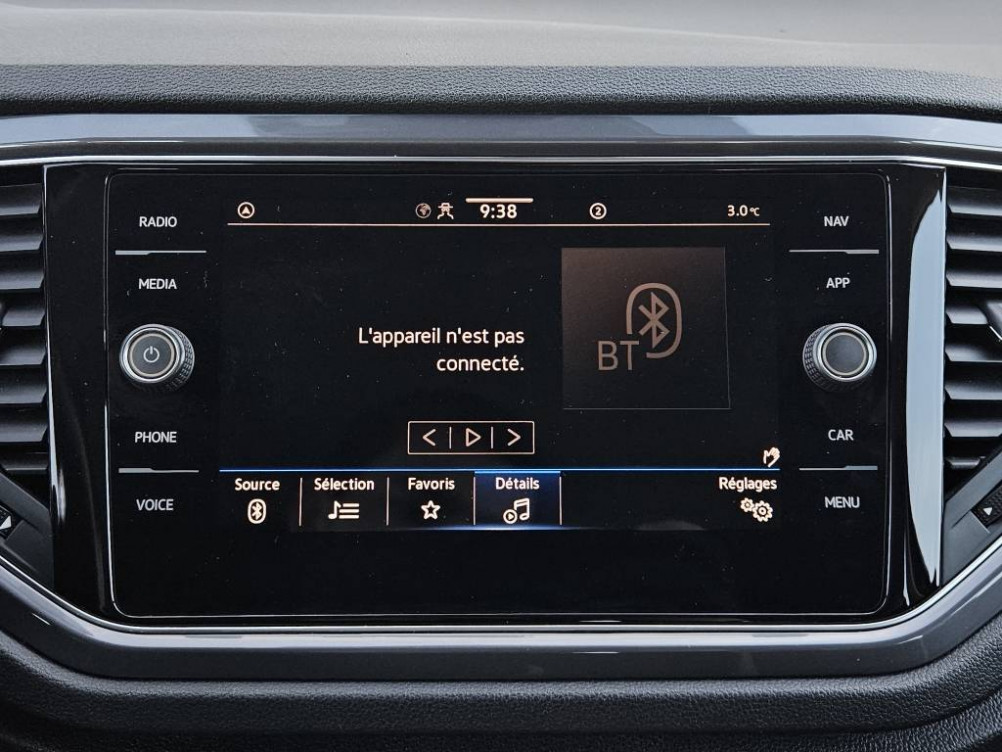 RADIO
MEDIA
PHONE
VOICE
9:38
2
3.0°C
L'appareil n'est pas
connecté.
BT
Source
Sélection
Favoris
Détails
Réglages
NAV
APP
CAR
MENU